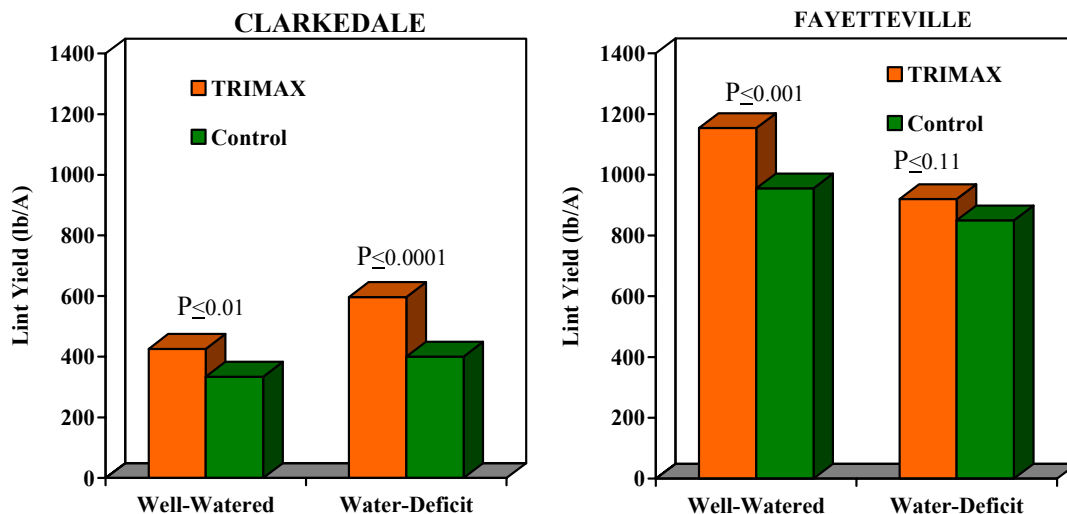 CLARKEDALE
1400
1200
1000
800
600
400
200
0
Lint Yield (lb/A)
TRIMAX
Control
P≤0.01
P≤0.0001
Well-Watered
Water-Deficit
FAYETTEVILLE
1400
1200
1000
800
600
400
200
0
Lint Yield (lb/A)
TRIMAX
Control
P≤0.001
P≤0.11
Well-Watered
Water-Deficit